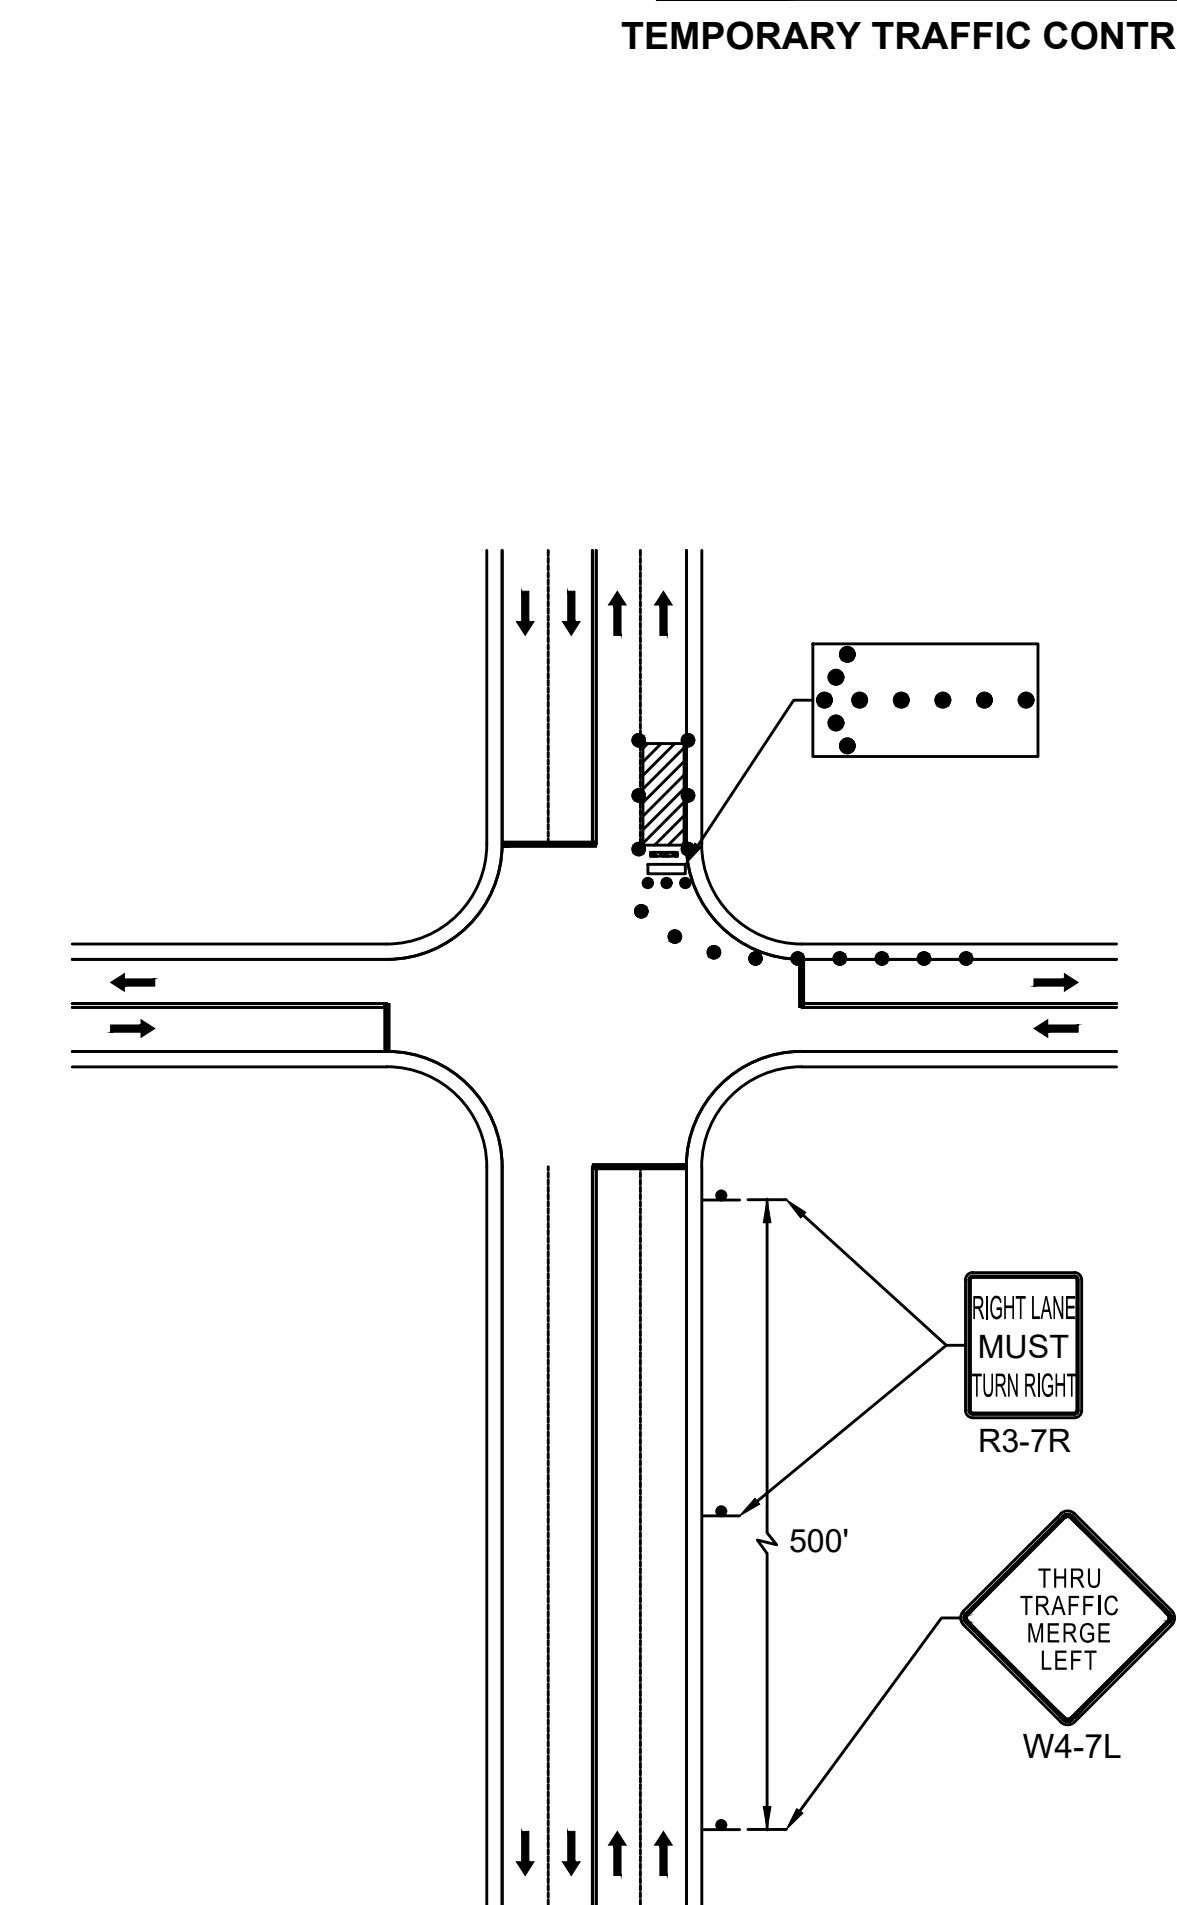 TEMPORARY TRAFFIC CONTR
RIGHT LANE
MUST
TURN RIGHT
R3-7R
500'
THRU
TRAFFIC
MERGE
LEFT
W4-7L